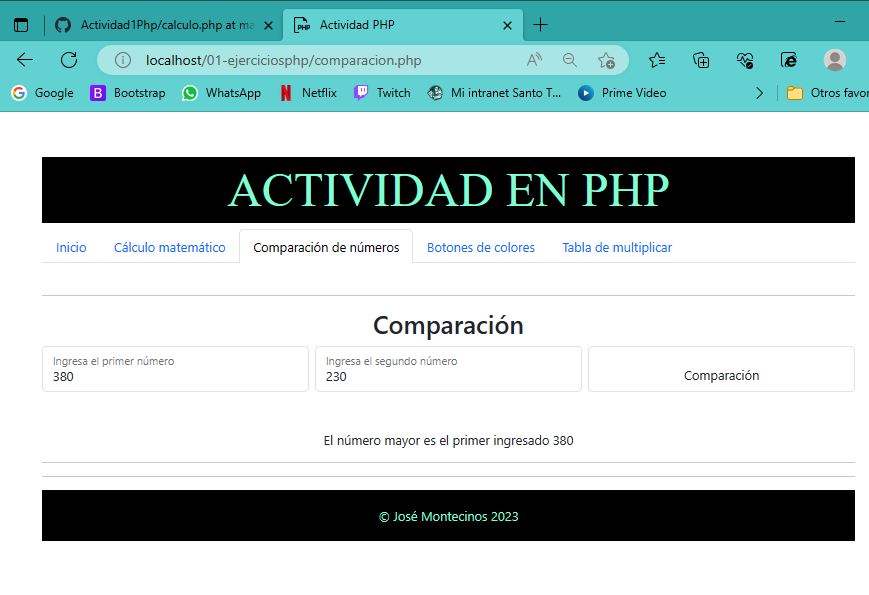 Actividad1Php/calculo.php at ma
Actividad PHP
localhost/01-ejerciciosphp/comparacion.php
Google Bootstrap WhatsApp Netflix Twitch Mi intranet Santo T... Prime Video Otros favor
ACTIVIDAD EN PHP
Inicio Cálculo matemático Comparación de números Botones de colores Tabla de multiplicar
Comparación
Ingresa el primer número
380
Ingresa el segundo número
230
Comparación
El número mayor es el primer ingresado 380
© José Montecinos 2023